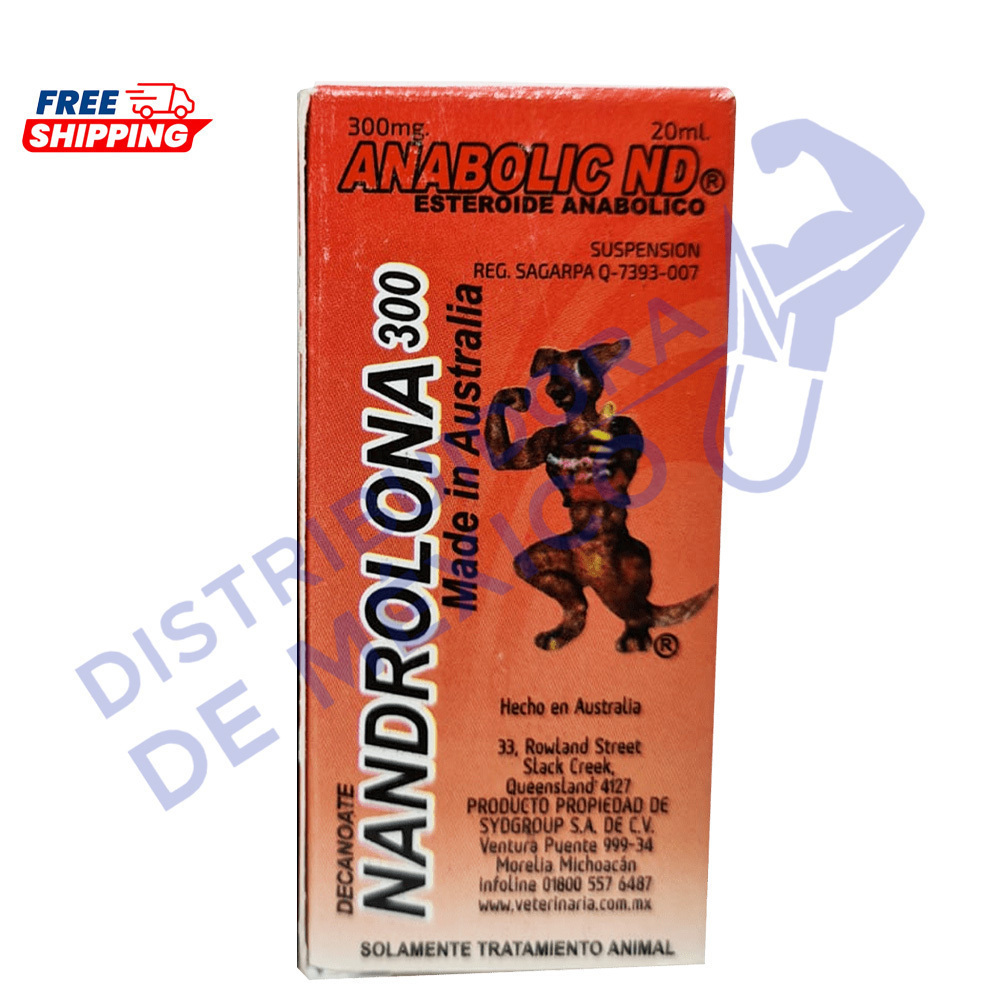 FREE
SHIPPING
300mg.
20ml.
ANABOLIC ND®
ESTEROIDE ANABOLICO
SUSPENSION
REG. SAGARPA Q-7393-007
DECANOATE
NANDROLONA 300
Made in Australia
®
Hecho en Australia
33, Rowland Street
Slack Creek,
Queensland 4127
PRODUCTO PROPIEDAD DE
SYDGROUP S.A. DE C.V.
Ventura Puente 999-34
Morelia Michoacán
Infoline 01800 557 6487
www.veterinaria.com.mx
SOLAMENTE TRATAMIENTO ANIMAL
DISTRIBUIDORA
DE MEXICO